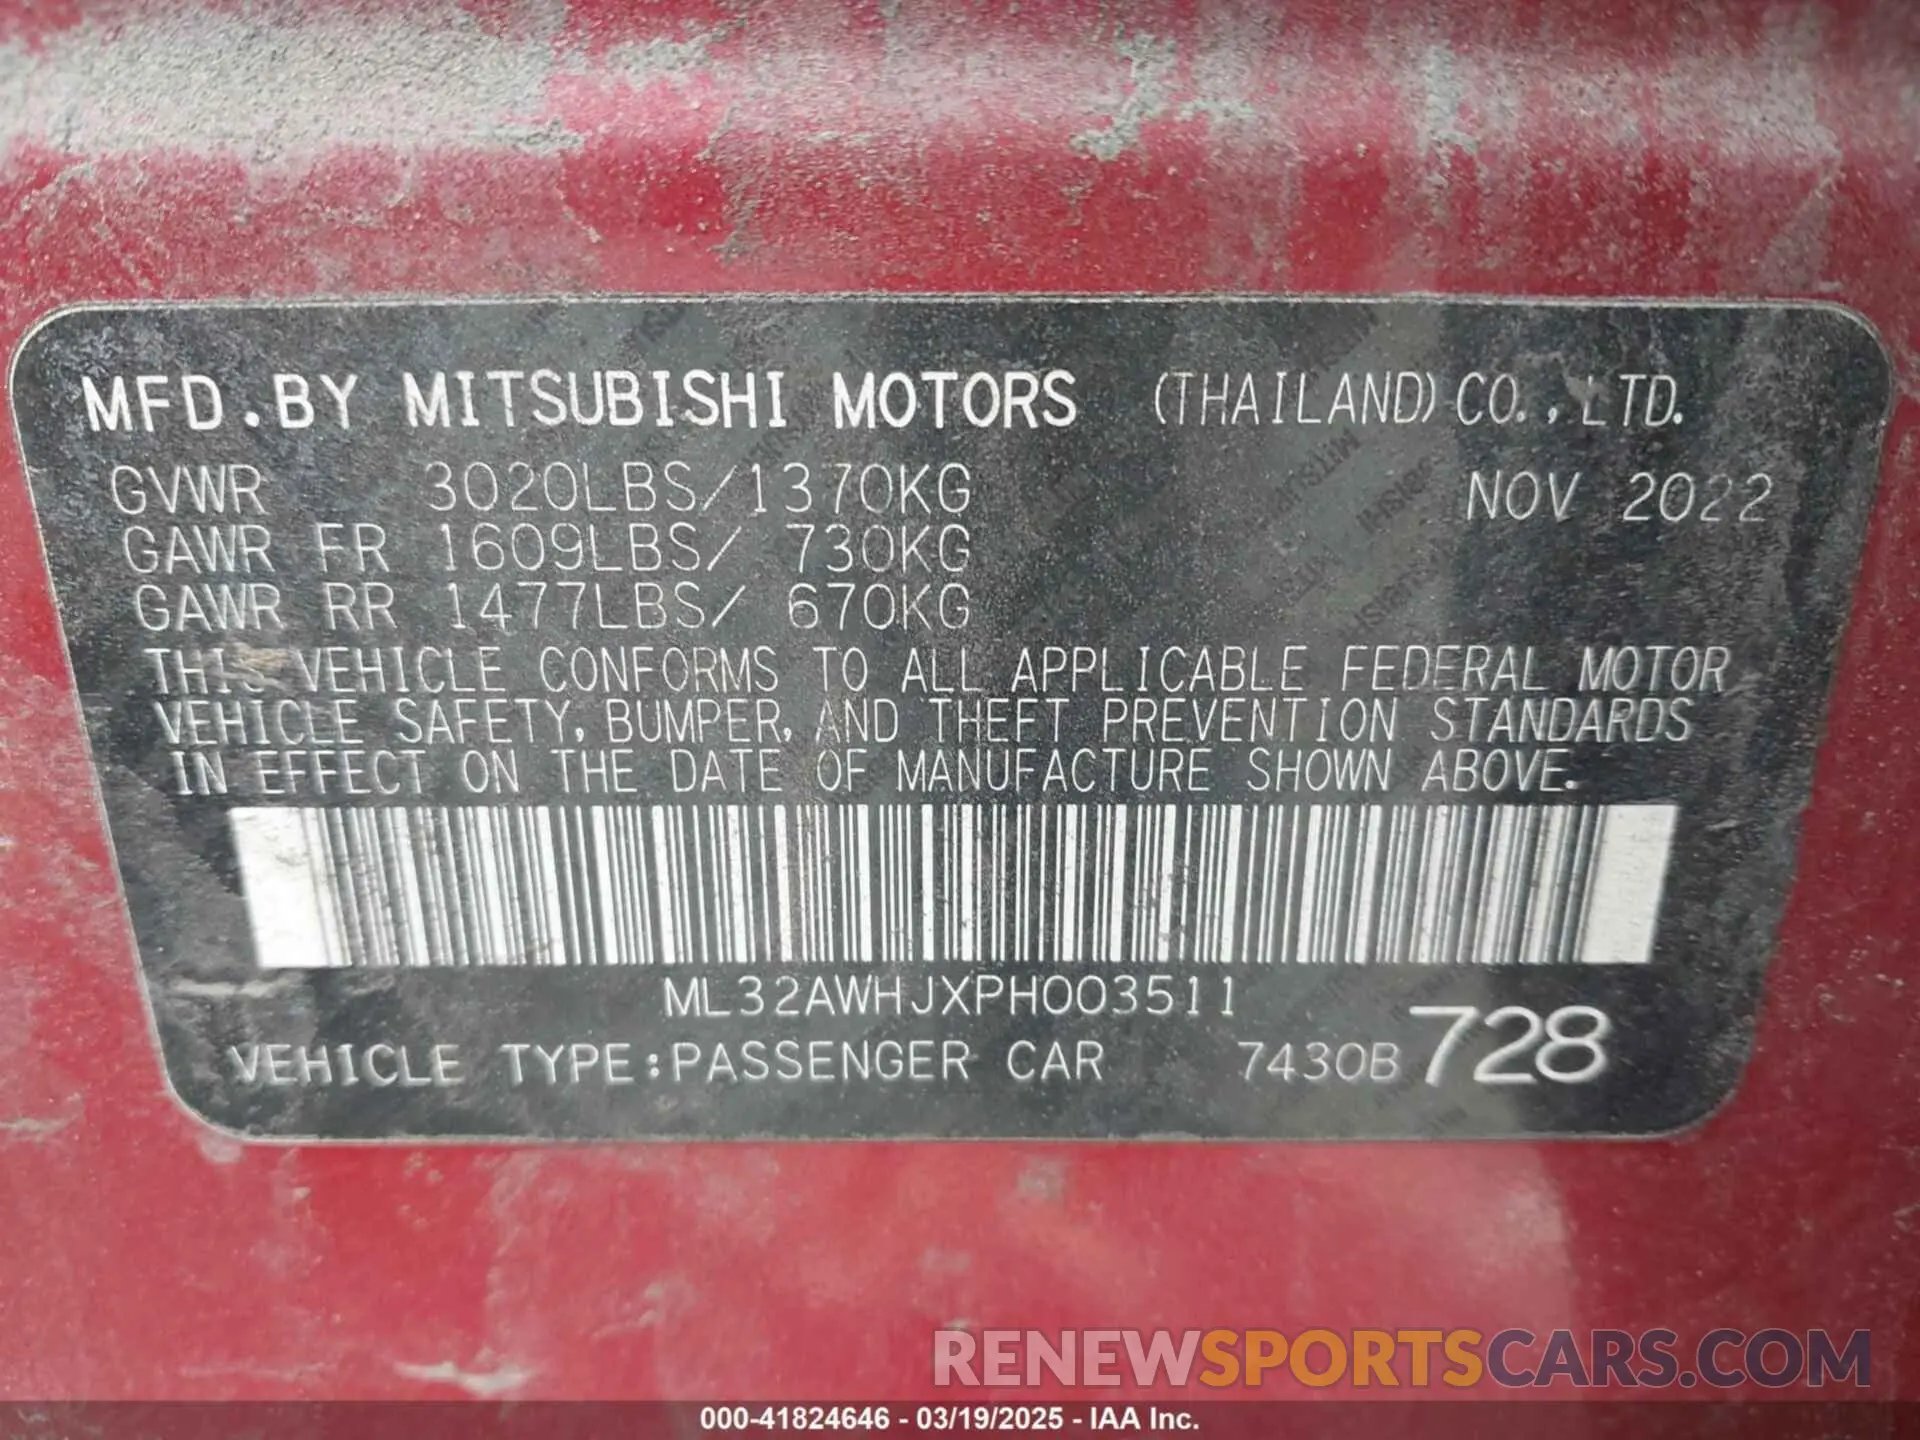 MFD.BY MITSUBISHI MOTORS (THAILAND) CO.,LTD.
GVWR 3020LBS/1370KG NOV 2022
GAWR FR 1609LBS/ 730KG
GAWR RR 1477LBS/ 670KG
THIS VEHICLE CONFORMS TO ALL APPLICABLE FEDERAL MOTOR
VEHICLE SAFETY, BUMPER, AND THEFT PREVENTION STANDARDS
IN EFFECT ON THE DATE OF MANUFACTURE SHOWN ABOVE.
ML32AWHJXPH003511
VEHICLE TYPE:PASSENGER CAR 7430B 728
RENEWSPORTSCARS.COM
000-41824646 - 03/19/2025 - IAA Inc.